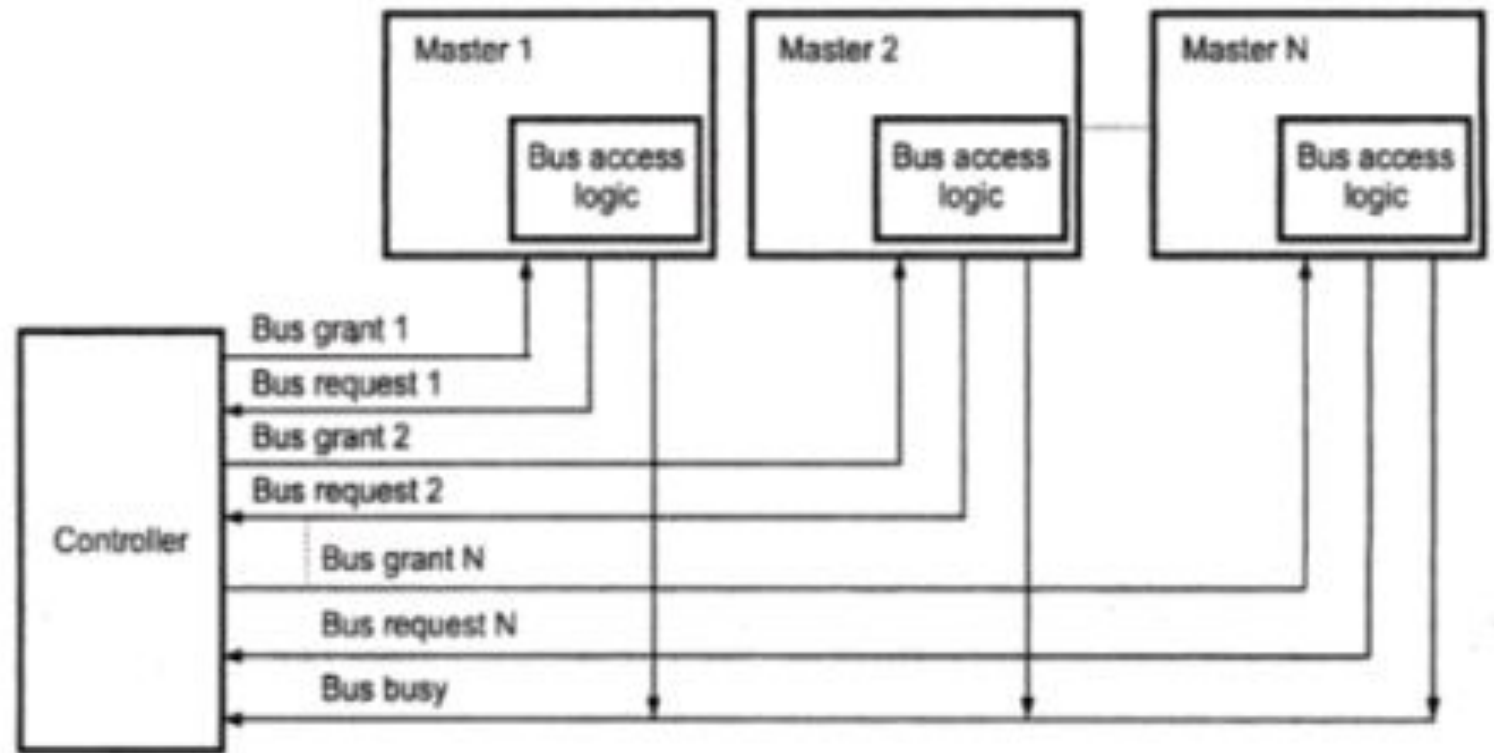 Master 1
Bus access
logic
Master 2
Bus access
logic
Master N
Bus access
logic
Controller
Bus grant 1
Bus request 1
Bus grant 2
Bus request 2
Bus grant N
Bus request N
Bus busy